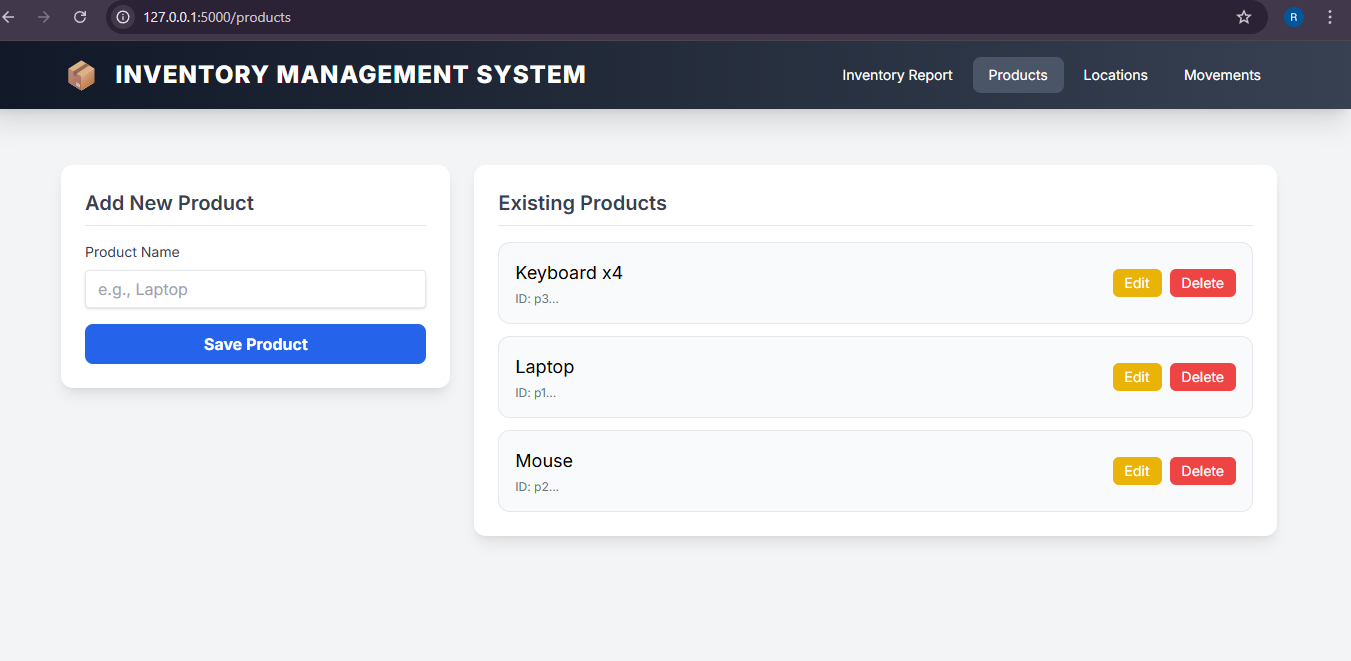 127.0.0.1:5000/products
R
INVENTORY MANAGEMENT SYSTEM
Inventory Report
Products
Locations
Movements
Add New Product
Product Name
e.g., Laptop
Save Product
Existing Products
Keyboard x4
ID: p3...
Edit
Delete
Laptop
ID: p1...
Edit
Delete
Mouse
ID: p2...
Edit
Delete